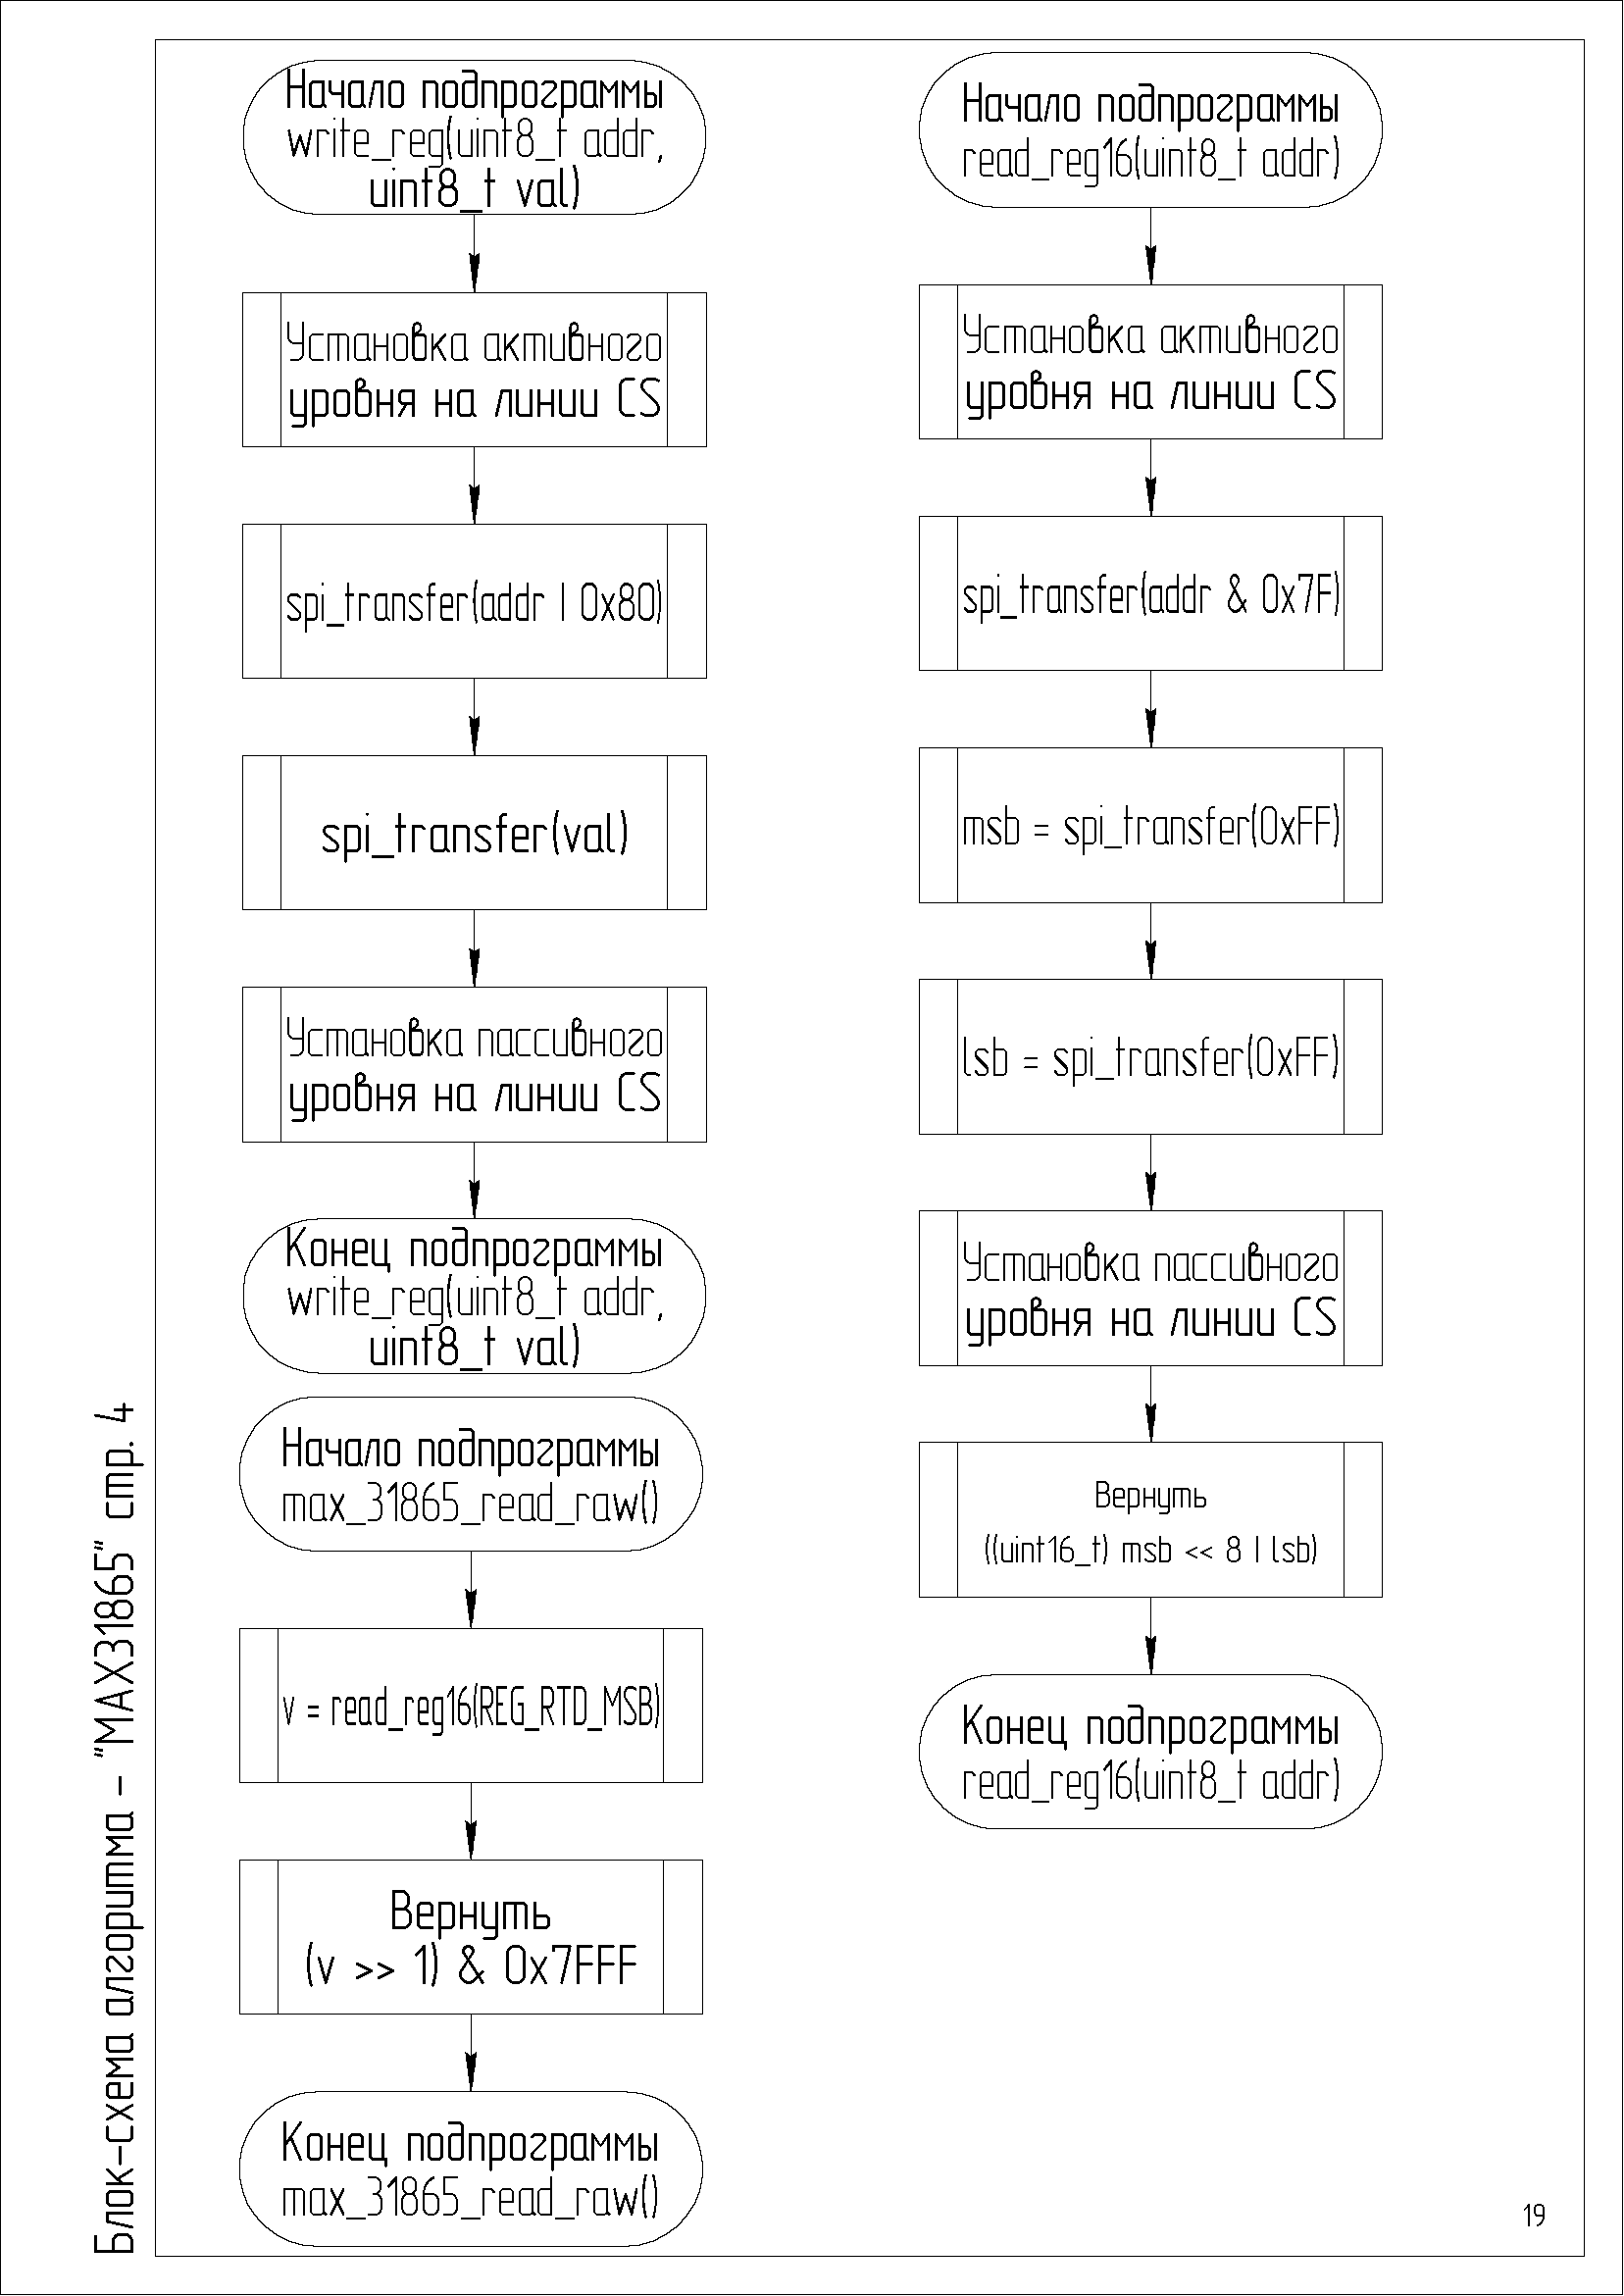 Начало подпрограммы
write_reg(uint8_t addr,
uint8_t val)
Установка активного
уровня на линии CS
spi_transfer(addr | 0x80)
spi_transfer(val)
Установка пассивного
уровня на линии CS
Конец подпрограммы
write_reg(uint8_t addr,
uint8_t val)
Начало подпрограммы
max_31865_read_raw()
v = read_reg16(REG_RTD_MSB)
Вернуть
(v >> 1) & 0x7FFF
Конец подпрограммы
max_31865_read_raw()
Начало подпрограммы
read_reg16(uint8_t addr)
Установка активного
уровня на линии CS
spi_transfer(addr & 0x7F)
msb = spi_transfer(0xFF)
lsb = spi_transfer(0xFF)
Установка пассивного
уровня на линии CS
Вернуть
((uint16_t) msb << 8 | lsb)
Конец подпрограммы
read_reg16(uint8_t addr)
Блок-схема алгоритма - "MAX31865" стр. 4
19